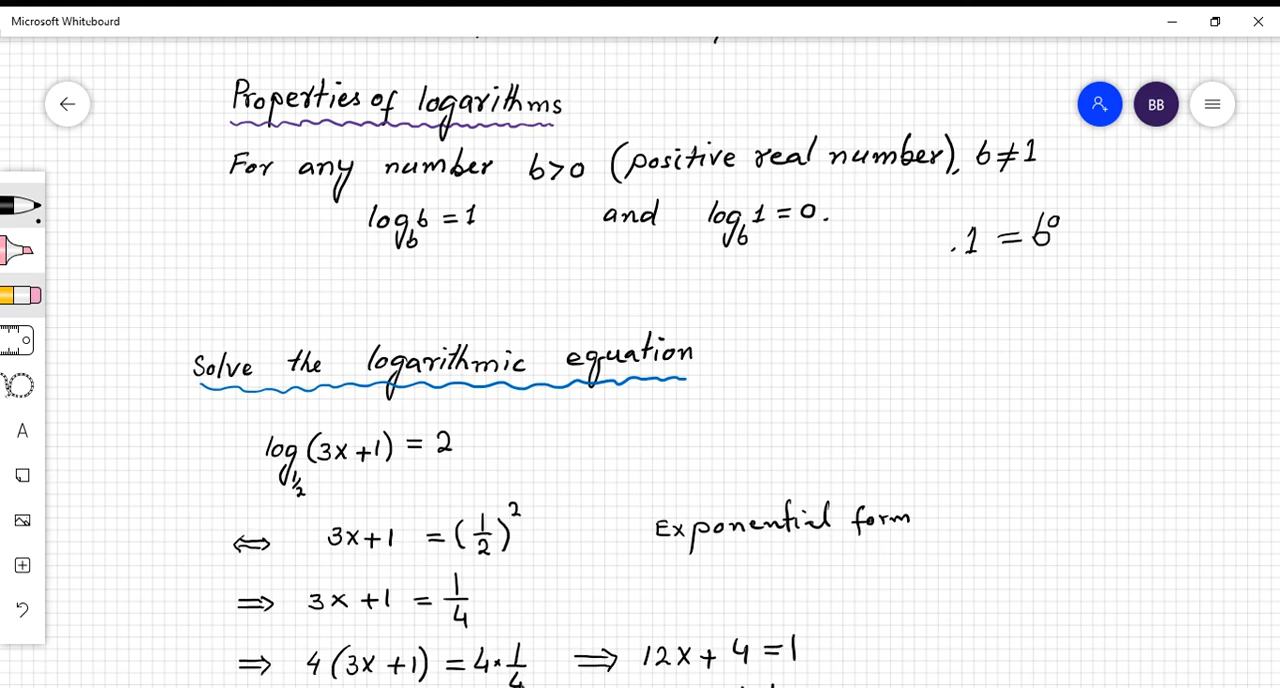 Microsoft Whiteboard
BB
Properties of logarithms
For any number b>0 (positive real number), b≠1
log_b b = 1 and log_b 1 = 0.
.1 = b⁰
Solve the logarithmic equation
log_{1/2} (3x+1) = 2
⇔ 3x+1 = (1/2)² Exponential form
⇒ 3x+1 = 1/4
⇒ 4(3x+1) = 4·1/4 ⇒ 12x+4=1
A